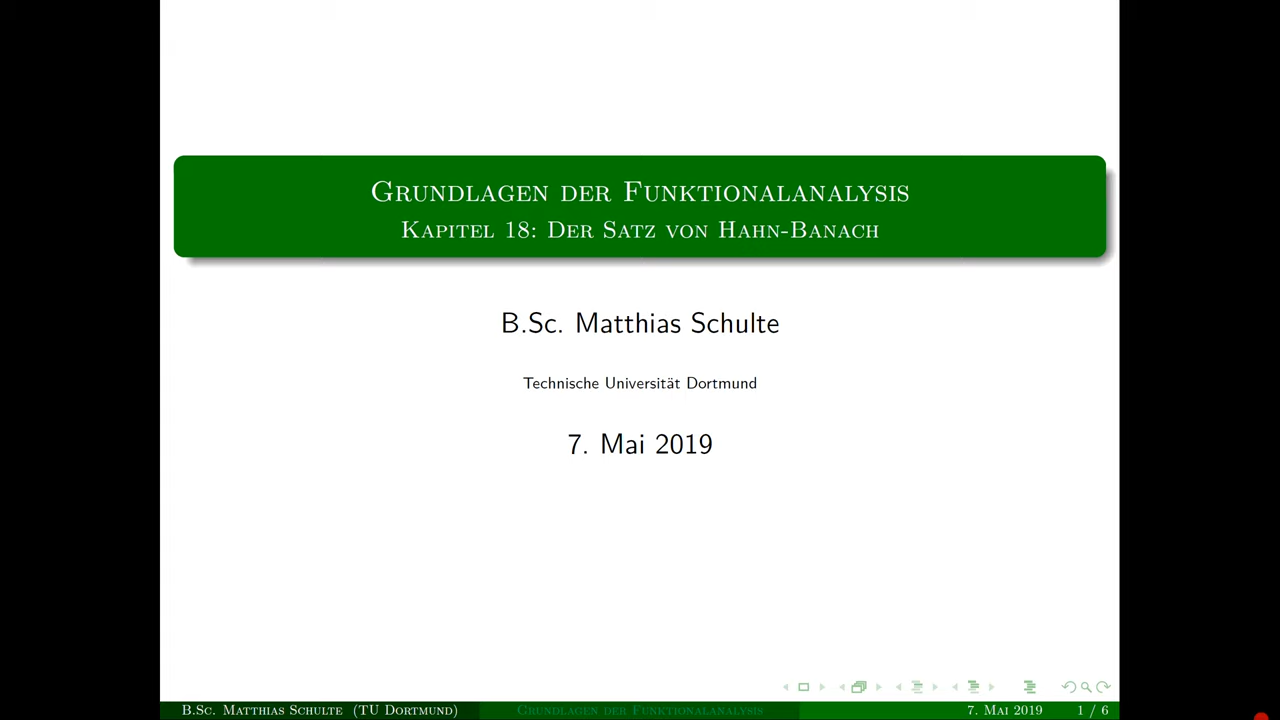 Grundlagen der Funktionalanalysis
Kapitel 18: Der Satz von Hahn-Banach
B.Sc. Matthias Schulte
Technische Universität Dortmund
7. Mai 2019
B.Sc. Matthias Schulte (TU Dortmund) Grundlagen der Funktionalanalysis 7. Mai 2019 1 / 6